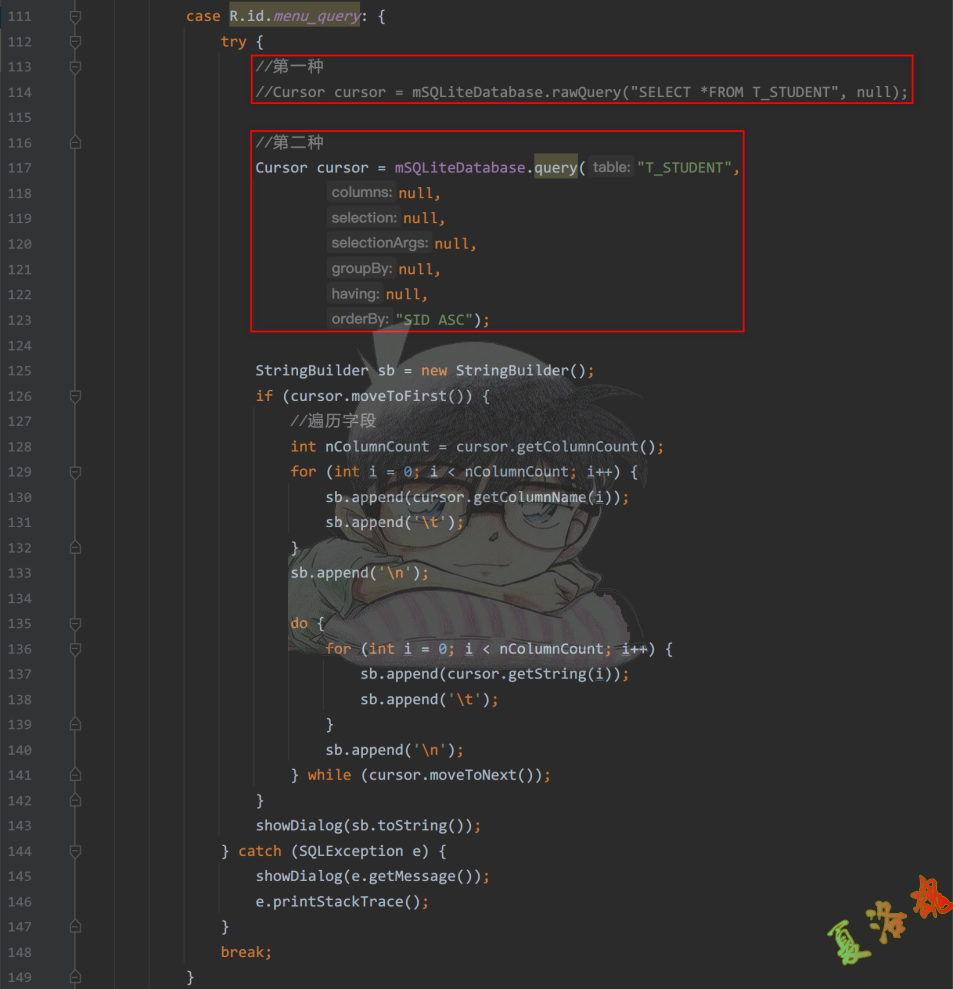 111 case R.id.menu_query: {
112 try {
113 //第一种
114 //Cursor cursor = mSQLiteDatabase.rawQuery("SELECT *FROM T_STUDENT", null);
115
116 //第二种
117 Cursor cursor = mSQLiteDatabase.query( table: "T_STUDENT",
118 columns: null,
119 selection: null,
120 selectionArgs: null,
121 groupBy: null,
122 having: null,
123 orderBy: "SID ASC");
124
125 StringBuilder sb = new StringBuilder();
126 if (cursor.moveToFirst()) {
127 //遍历字段
128 int nColumnCount = cursor.getColumnCount();
129 for (int i = 0; i < nColumnCount; i++) {
130 sb.append(cursor.getColumnName(i));
131 sb.append('\t');
132 }
133 sb.append('\n');
134
135 do {
136 for (int i = 0; i < nColumnCount; i++) {
137 sb.append(cursor.getString(i));
138 sb.append('\t');
139 }
140 sb.append('\n');
141 } while (cursor.moveToNext());
142 }
143 showDialog(sb.toString());
144 } catch (SQLException e) {
145 showDialog(e.getMessage());
146 e.printStackTrace();
147 }
148 break;
149 }
夏洛